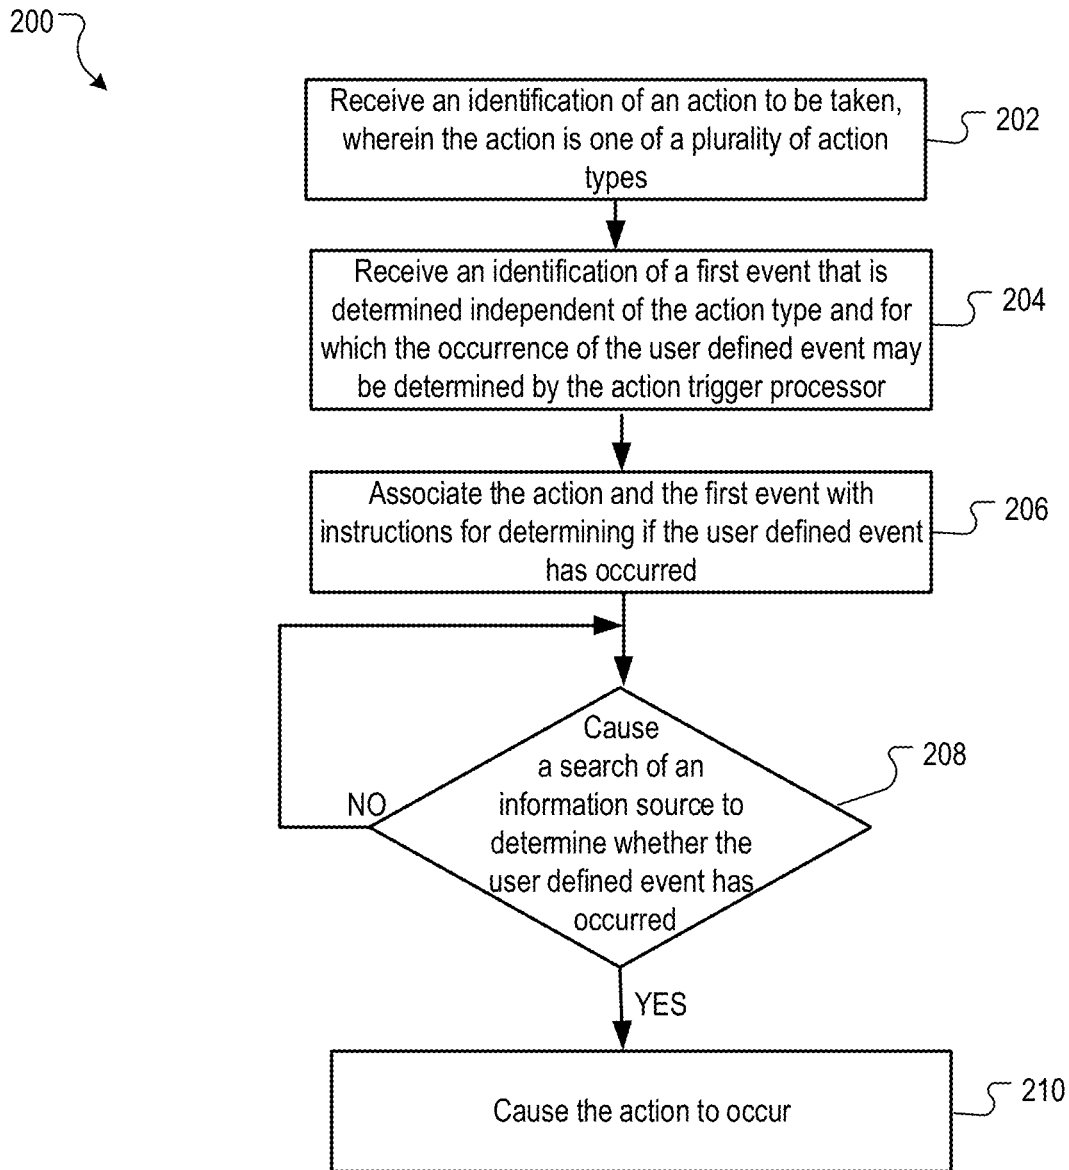 200
Receive an identification of an action to be taken,
wherein the action is one of a plurality of action
types
202
Receive an identification of a first event that is
determined independent of the action type and for
which the occurrence of the user defined event may
be determined by the action trigger processor
204
Associate the action and the first event with
instructions for determining if the user defined event
has occurred
206
Cause
a search of an
information source to
determine whether the
user defined event has
occurred
208
NO
YES
Cause the action to occur
210